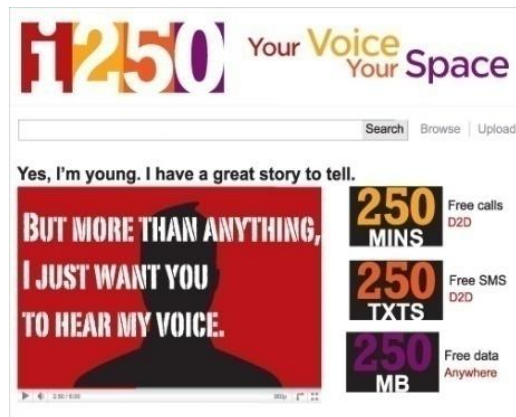 i250
Your Voice
Your Space
Search Browse Upload
Yes, I'm young. I have a great story to tell.
BUT MORE THAN ANYTHING,
I JUST WANT YOU
TO HEAR MY VOICE.
250
MINS
Free calls
D2D
250
TXTS
Free SMS
D2D
250
MB
Free data
Anywhere